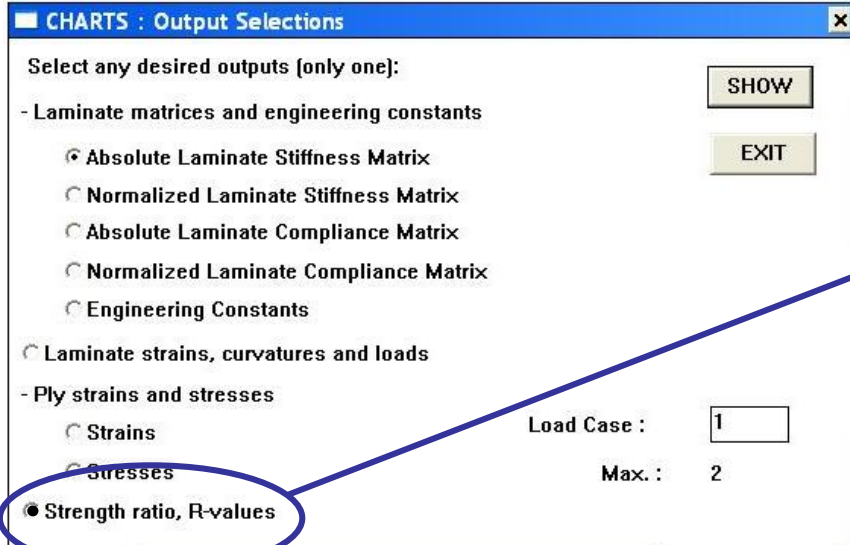 CHARTS : Output Selections
Select any desired outputs (only one):
SHOW
- Laminate matrices and engineering constants
Absolute Laminate Stiffness Matrix
EXIT
Normalized Laminate Stiffness Matrix
Absolute Laminate Compliance Matrix
Normalized Laminate Compliance Matrix
Engineering Constants
Laminate strains, curvatures and loads
- Ply strains and stresses
Strains
Load Case : 1
Stresses
Max. : 2
Strength ratio, R-values